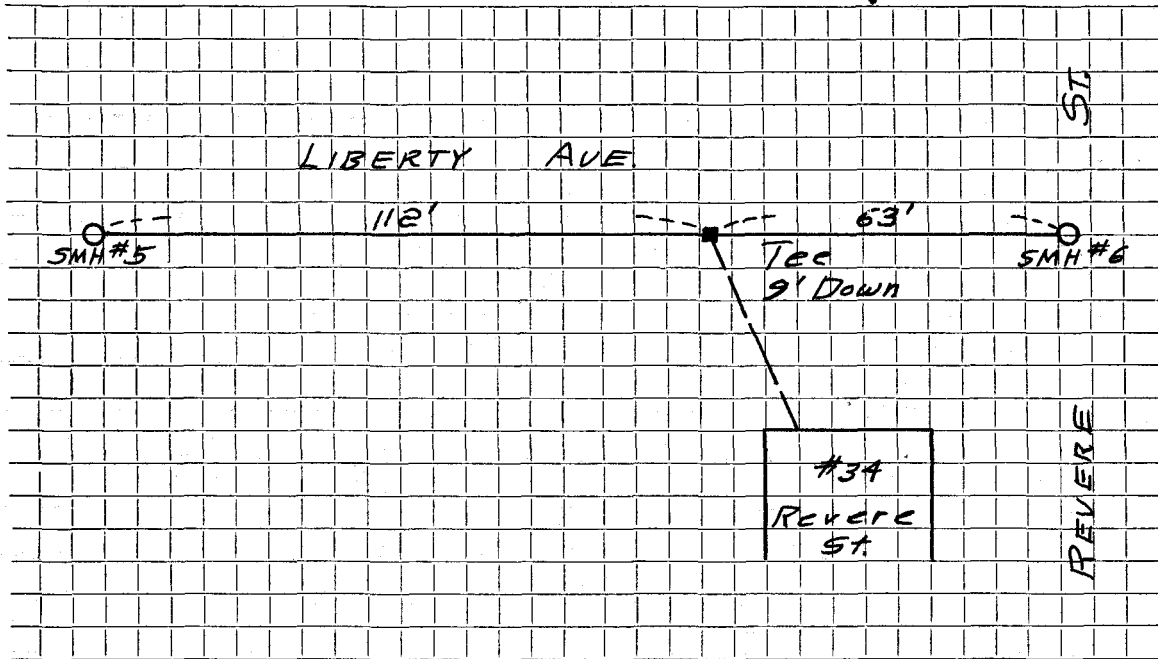 ST.
LIBERTY AVE.
112'
63'
SMH #5
Tee
SMH #6
9' Down
#34
Revere
St.
REVERE